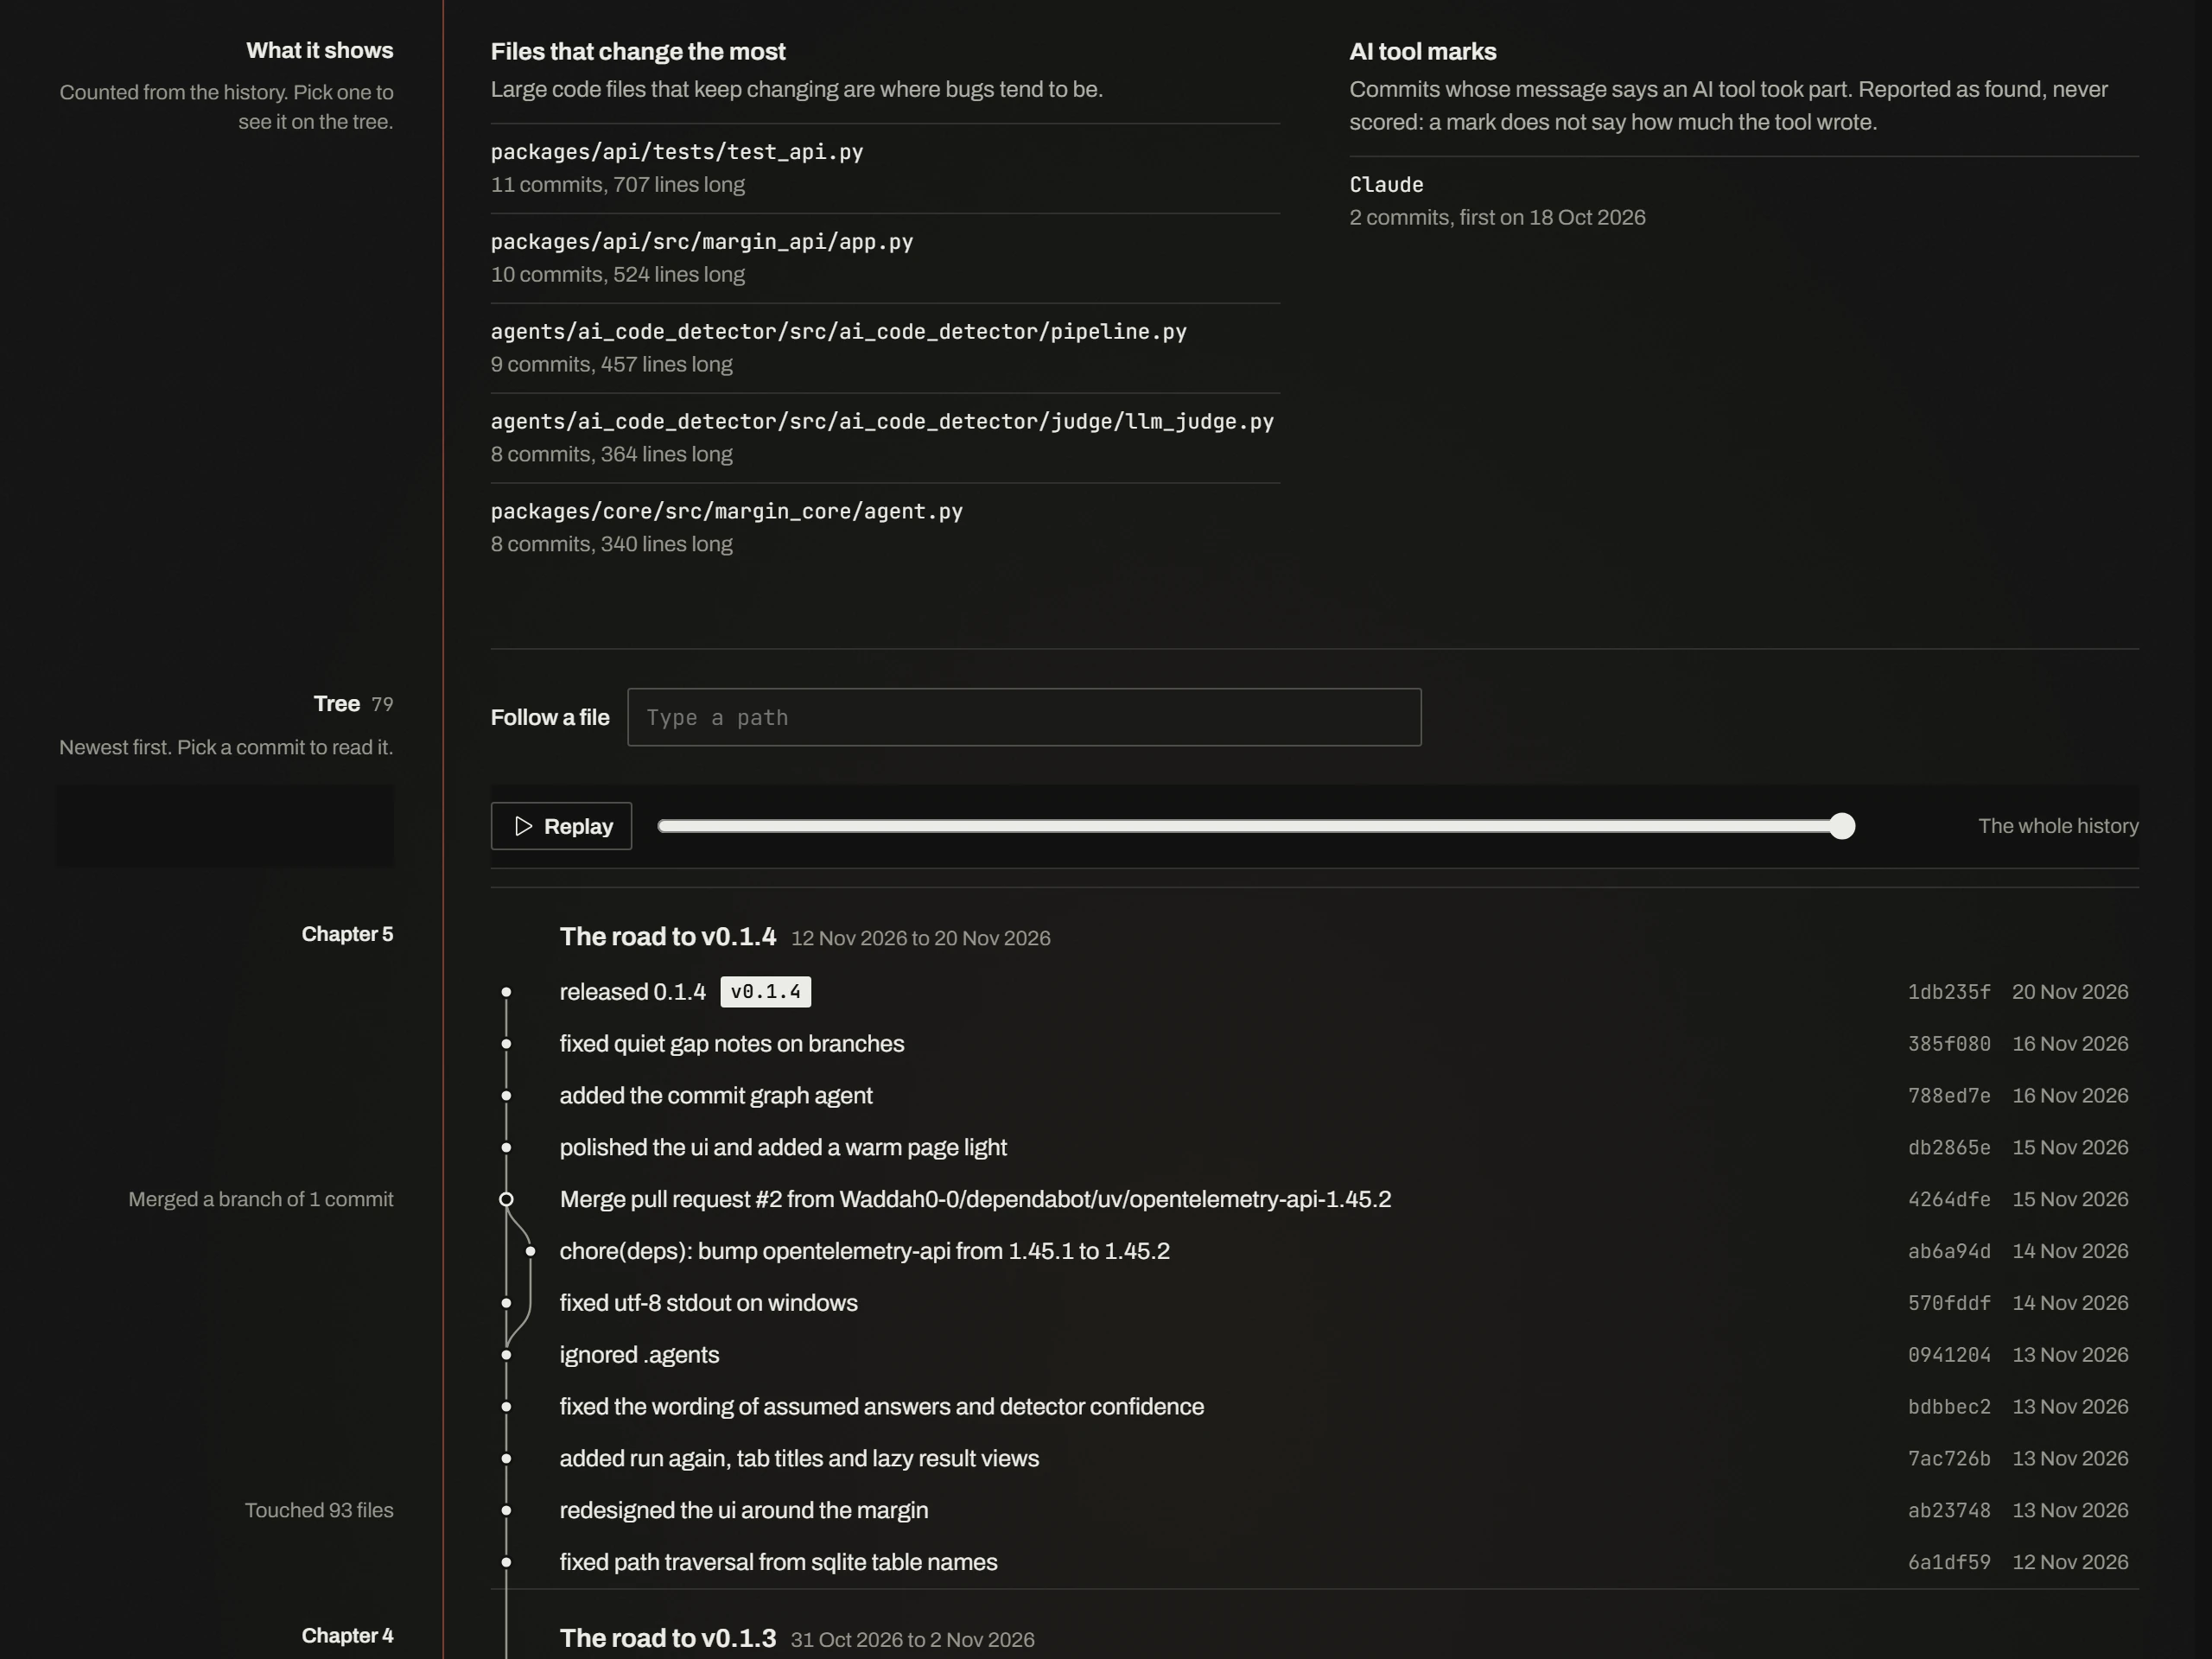 What it shows
Counted from the history. Pick one to
see it on the tree.
Files that change the most
Large code files that keep changing are where bugs tend to be.
packages/api/tests/test_api.py
11 commits, 707 lines long
packages/api/src/margin_api/app.py
10 commits, 524 lines long
agents/ai_code_detector/src/ai_code_detector/pipeline.py
9 commits, 457 lines long
agents/ai_code_detector/src/ai_code_detector/judge/llm_judge.py
8 commits, 364 lines long
packages/core/src/margin_core/agent.py
8 commits, 340 lines long
AI tool marks
Commits whose message says an AI tool took part. Reported as found, never
scored: a mark does not say how much the tool wrote.
Claude
2 commits, first on 18 Oct 2026
Tree 79
Newest first. Pick a commit to read it.
Follow a file Type a path
Replay The whole history
Chapter 5 The road to v0.1.4 12 Nov 2026 to 20 Nov 2026
released 0.1.4 v0.1.4 1db235f 20 Nov 2026
fixed quiet gap notes on branches 385f080 16 Nov 2026
added the commit graph agent 788ed7e 16 Nov 2026
polished the ui and added a warm page light db2865e 15 Nov 2026
Merged a branch of 1 commit Merge pull request #2 from Waddah0-0/dependabot/uv/opentelemetry-api-1.45.2 4264dfe 15 Nov 2026
chore(deps): bump opentelemetry-api from 1.45.1 to 1.45.2 ab6a94d 14 Nov 2026
fixed utf-8 stdout on windows 570fddf 14 Nov 2026
ignored .agents 0941204 13 Nov 2026
fixed the wording of assumed answers and detector confidence bdbbec2 13 Nov 2026
added run again, tab titles and lazy result views 7ac726b 13 Nov 2026
Touched 93 files redesigned the ui around the margin ab23748 13 Nov 2026
fixed path traversal from sqlite table names 6a1df59 12 Nov 2026
Chapter 4 The road to v0.1.3 31 Oct 2026 to 2 Nov 2026